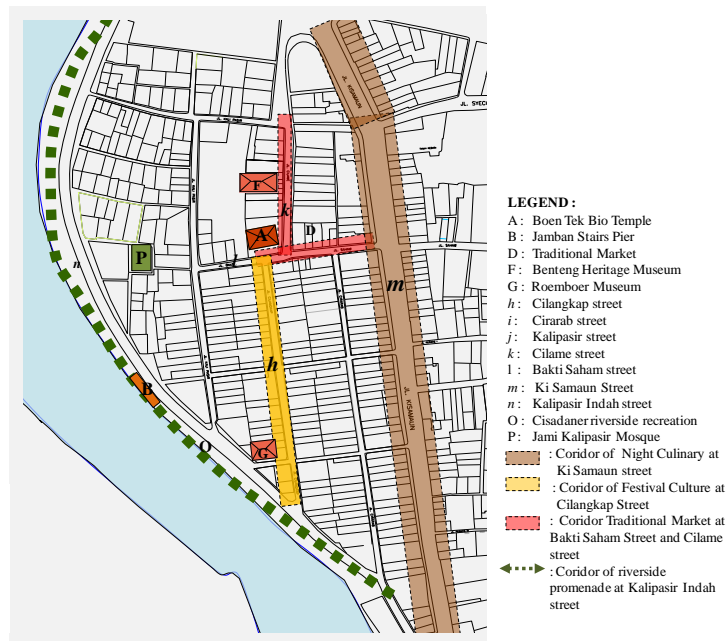 JL. KISAMAUN
JL. SYEC
F
k
A
D
l
P
n
m
h
B
JL. KISAMAUN
O
G
LEGEND :
A : Boen Tek Bio Temple
B : Jamban Stairs Pier
D : Traditional Market
F : Benteng Heritage Museum
G : Roemboer Museum
h : Cilangkap street
i : Cirarab street
j : Kalipasir street
k : Cilame street
l : Bakti Saham street
m : Ki Samaun Street
n : Kalipasir Indah street
O : Cisadaner riverside recreation
P : Jami Kalipasir Mosque
: Coridor of Night Culinary at
Ki Samaun street
: Coridor of Festival Culture at
Cilangkap Street
: Coridor Traditional Market at
Bakti Saham Street and Cilame
street
: Coridor of riverside
promenade at Kalipasir Indah
street